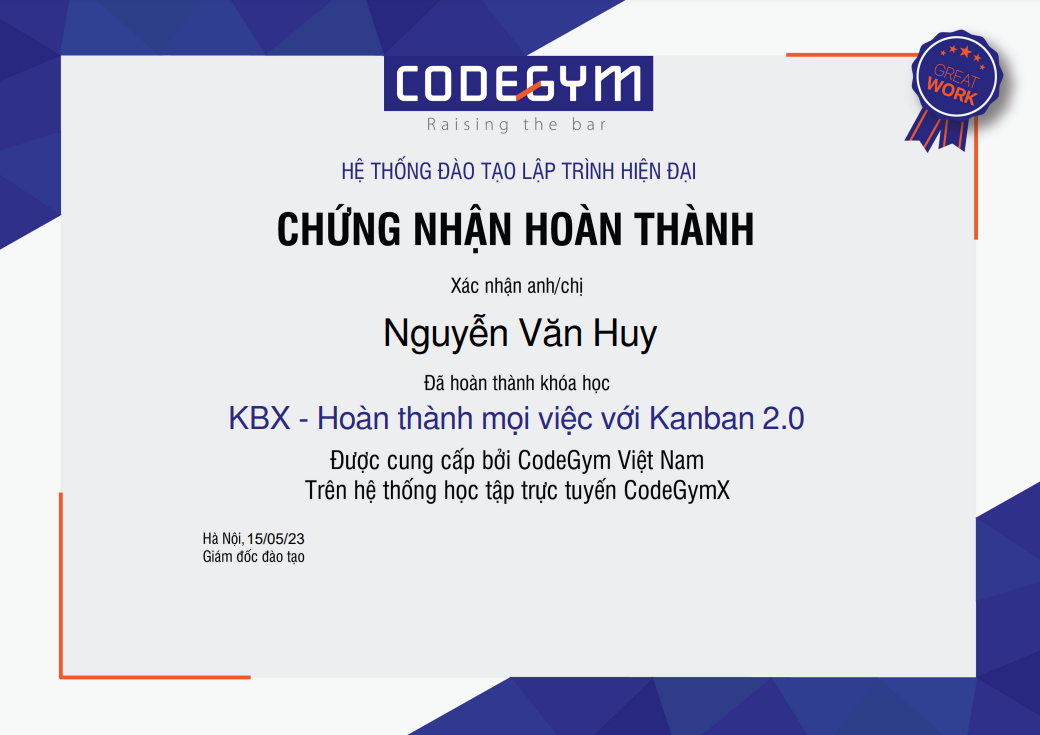 CODEGYM
Raising the bar
GREAT
WORK
HỆ THỐNG ĐÀO TẠO LẬP TRÌNH HIỆN ĐẠI
CHỨNG NHẬN HOÀN THÀNH
Xác nhận anh/chị
Nguyễn Văn Huy
Đã hoàn thành khóa học
KBX - Hoàn thành mọi việc với Kanban 2.0
Được cung cấp bởi CodeGym Việt Nam
Trên hệ thống học tập trực tuyến CodeGymX
Hà Nội, 15/05/23
Giám đốc đào tạo